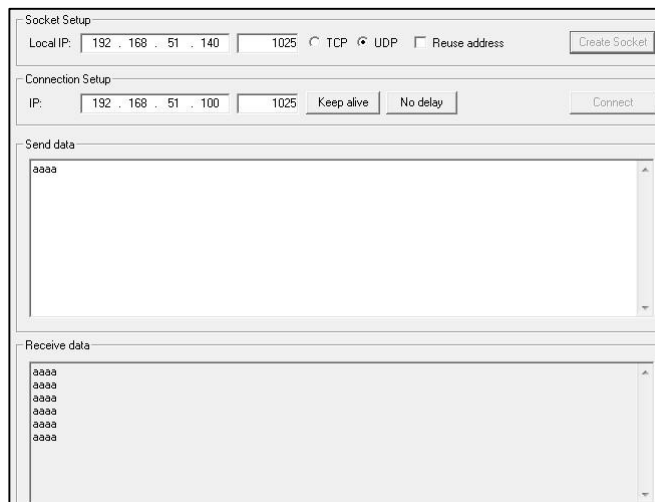 Socket Setup
Local IP: 192 . 168 . 51 . 140 1025 TCP UDP Reuse address Create Socket
Connection Setup
IP: 192 . 168 . 51 . 100 1025 Keep alive No delay Connect
Send data
aaaa
Receive data
aaaa
aaaa
aaaa
aaaa
aaaa
aaaa